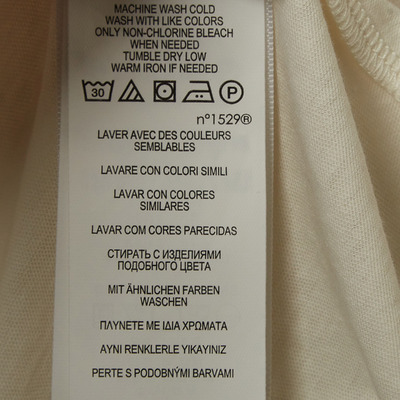 MACHINE WASH COLD
WASH WITH LIKE COLORS
ONLY NON-CHLORINE BLEACH
WHEN NEEDED
TUMBLE DRY LOW
WARM IRON IF NEEDED
30 P
nº1529®
LAVER AVEC DES COULEURS
SEMBLABLES
LAVARE CON COLORI SIMILI
LAVAR CON COLORES
SIMILARES
LAVAR COM CORES PARECIDAS
СТИРАТЬ С ИЗДЕЛИЯМИ
ПОДОБНОГО ЦВЕТА
MIT ÄHNLICHEN FARBEN
WASCHEN
ΠΛΥΝΕΤΕ ΜΕ ΙΔΙΑ ΧΡΩΜΑΤΑ
AYNI RENKLERLE YIKAYINIZ
PERTE S PODOBNÝMI BARVAMI